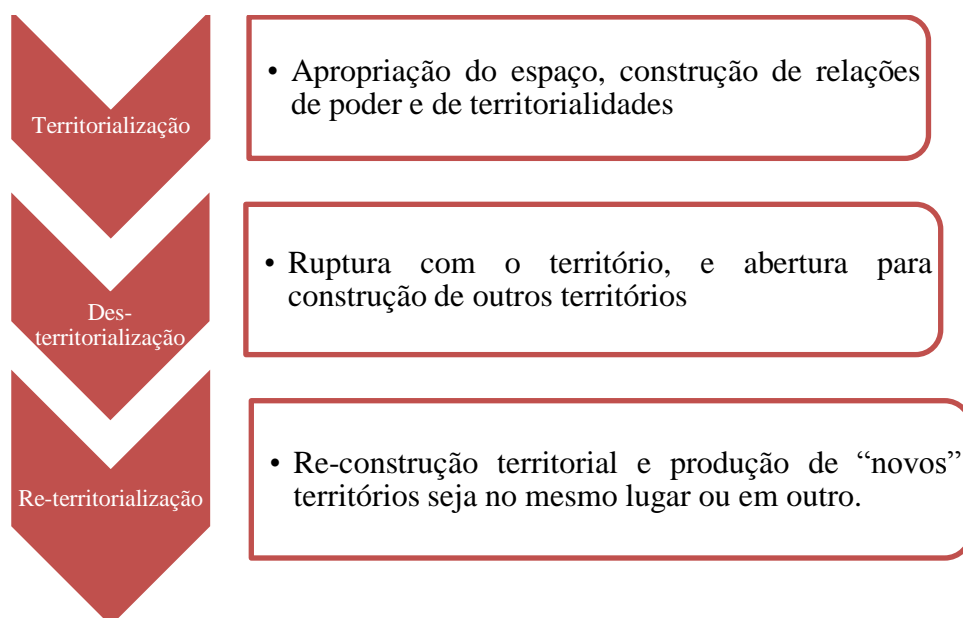 Territorialização
• Apropriação do espaço, construção de relações
de poder e de territorialidades
Des-
territorialização
• Ruptura com o território, e abertura para
construção de outros territórios
Re-territorialização
• Re-construção territorial e produção de “novos”
territórios seja no mesmo lugar ou em outro.